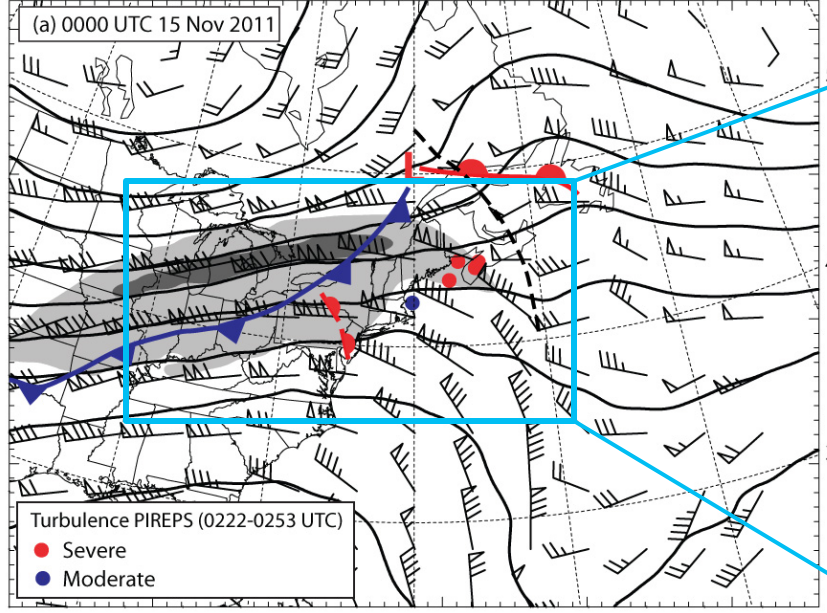 (a) 0000 UTC 15 Nov 2011
L
Turbulence PIREPS (0222-0253 UTC)
Severe
Moderate